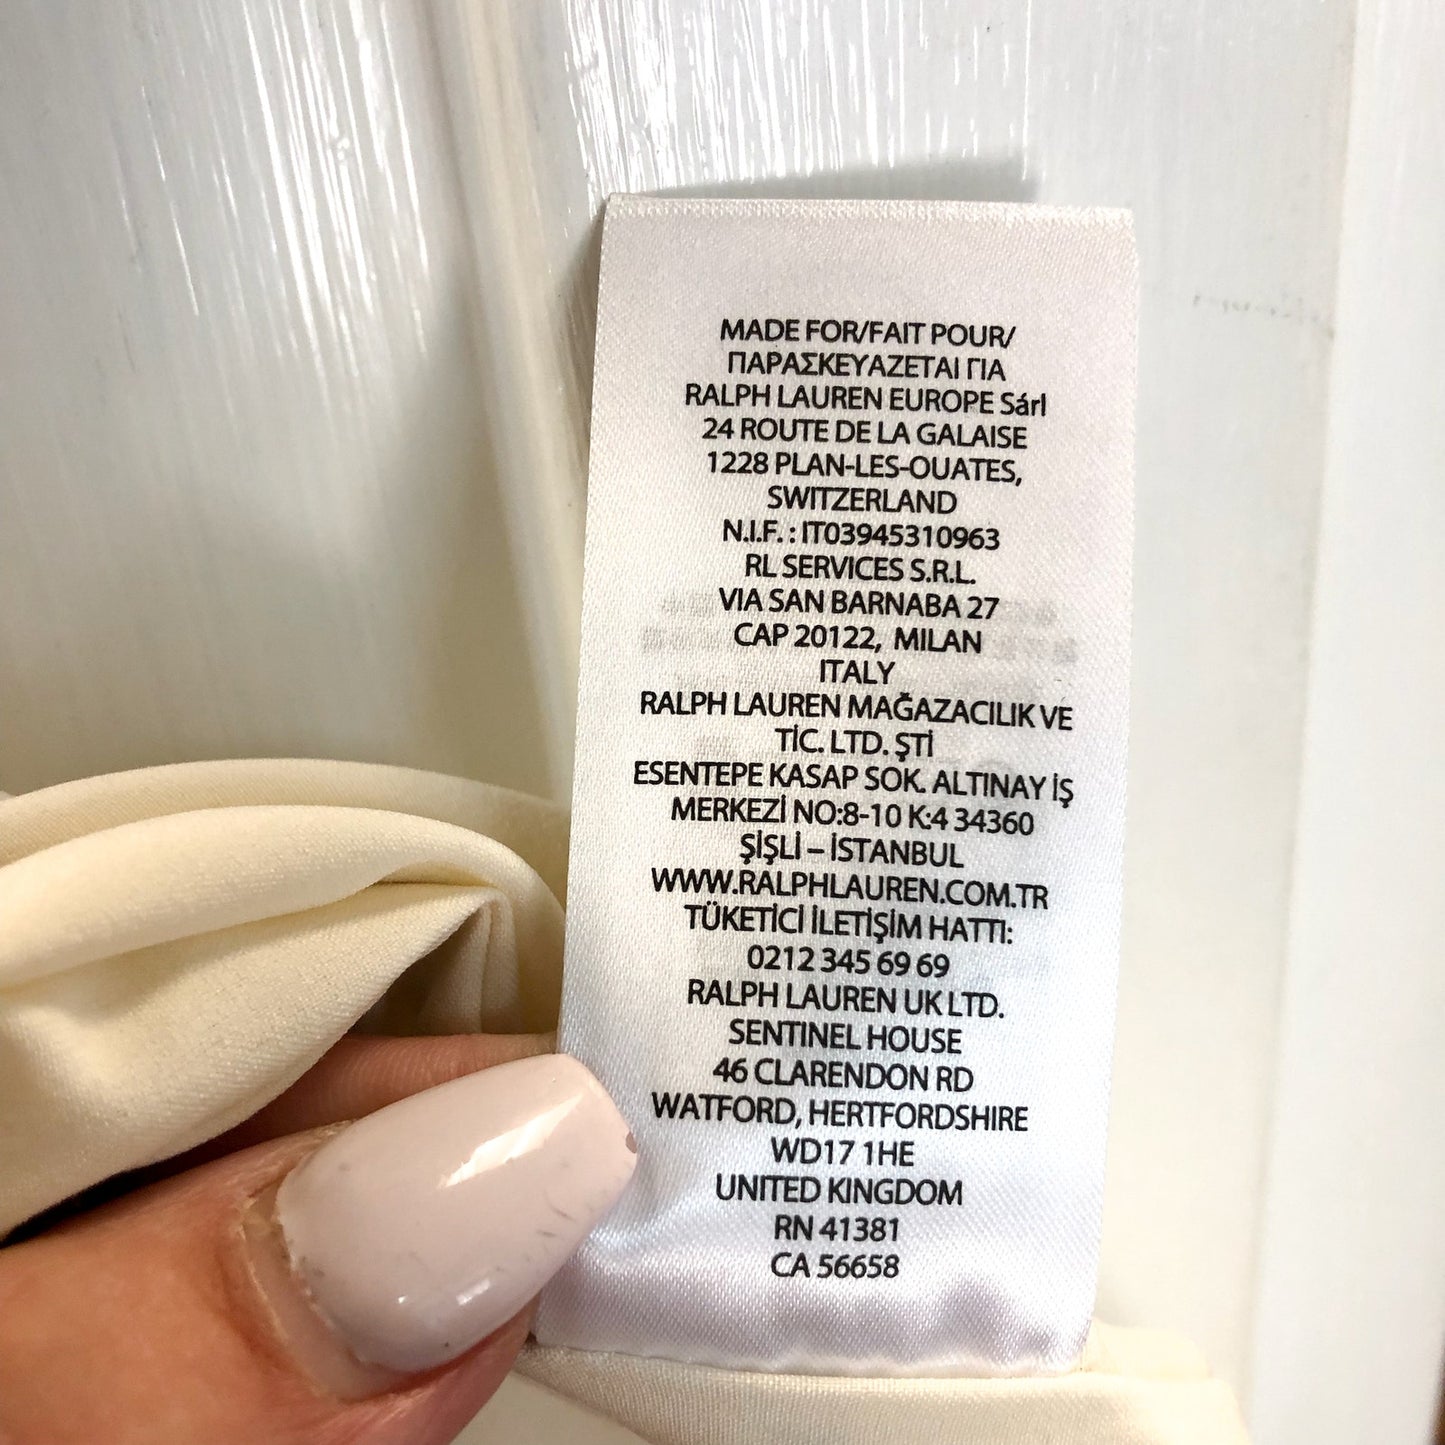 MADE FOR/FAIT POUR/
ΠΑΡΑΣΚΕΥΑΖΕΤΑΙ ΓΙΑ
RALPH LAUREN EUROPE Sárl
24 ROUTE DE LA GALAISE
1228 PLAN-LES-OUATES,
SWITZERLAND
N.I.F. : IT03945310963
RL SERVICES S.R.L.
VIA SAN BARNABA 27
CAP 20122, MILAN
ITALY
RALPH LAUREN MAĞAZACILIK VE
TİC. LTD. ŞTİ
ESENTEPE KASAP SOK. ALTINAY İŞ
MERKEZİ NO:8-10 K:4 34360
ŞİŞLİ – İSTANBUL
WWW.RALPHLAUREN.COM.TR
TÜKETİCİ İLETİŞİM HATTI:
0212 345 69 69
RALPH LAUREN UK LTD.
SENTINEL HOUSE
46 CLARENDON RD
WATFORD, HERTFORDSHIRE
WD17 1HE
UNITED KINGDOM
RN 41381
CA 56658